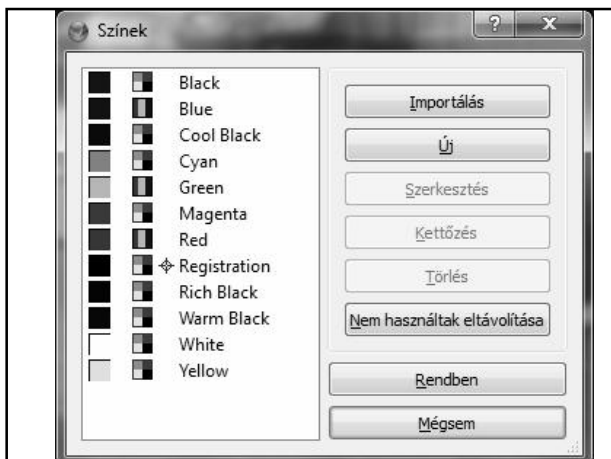 Színek
Black
Blue
Cool Black
Cyan
Green
Magenta
Red
Registration
Rich Black
Warm Black
White
Yellow
Importálás
Új
Szerkesztés
Kettőzés
Törlés
Nem használtak eltávolítása
Rendben
Mégsem